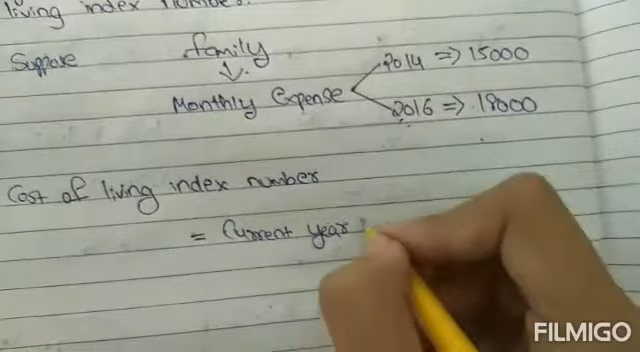 living index number.
Suppose family
Monthly Expense
2014 => 15000
2016 => 18000
Cost of living index number
= Current year
FILMIGO